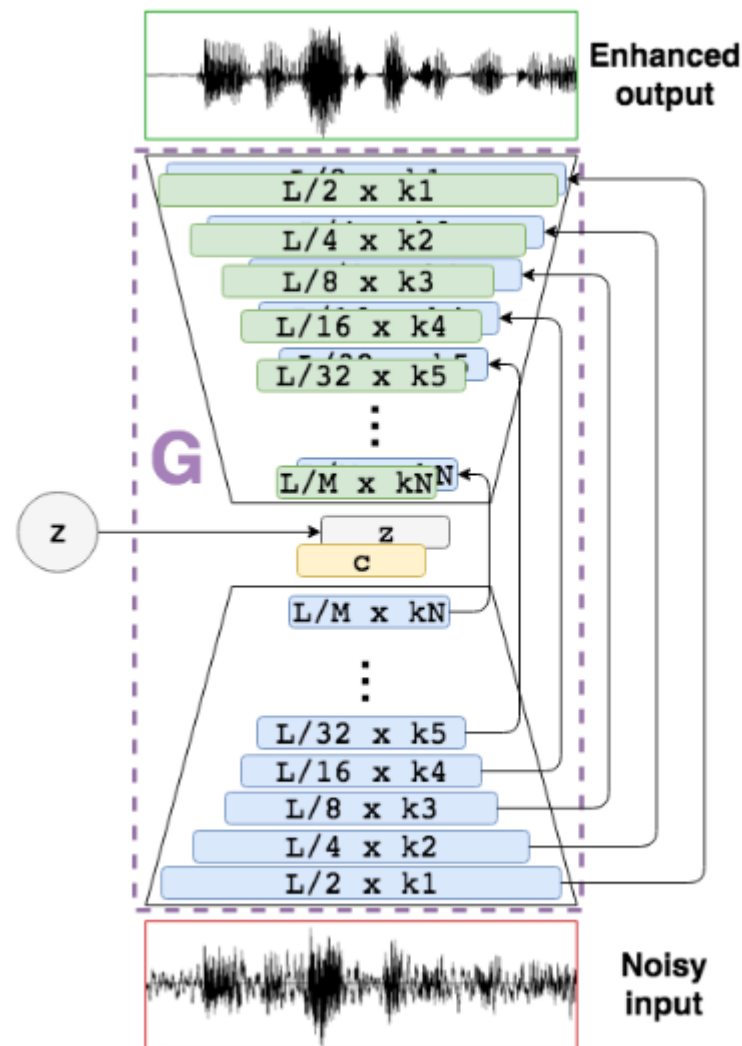 Enhanced
output
L/2 x k1
L/4 x k2
L/8 x k3
L/16 x k4
L/32 x k5
L/M x kN
G
z
z
c
L/M x kN
L/32 x k5
L/16 x k4
L/8 x k3
L/4 x k2
L/2 x k1
Noisy
input